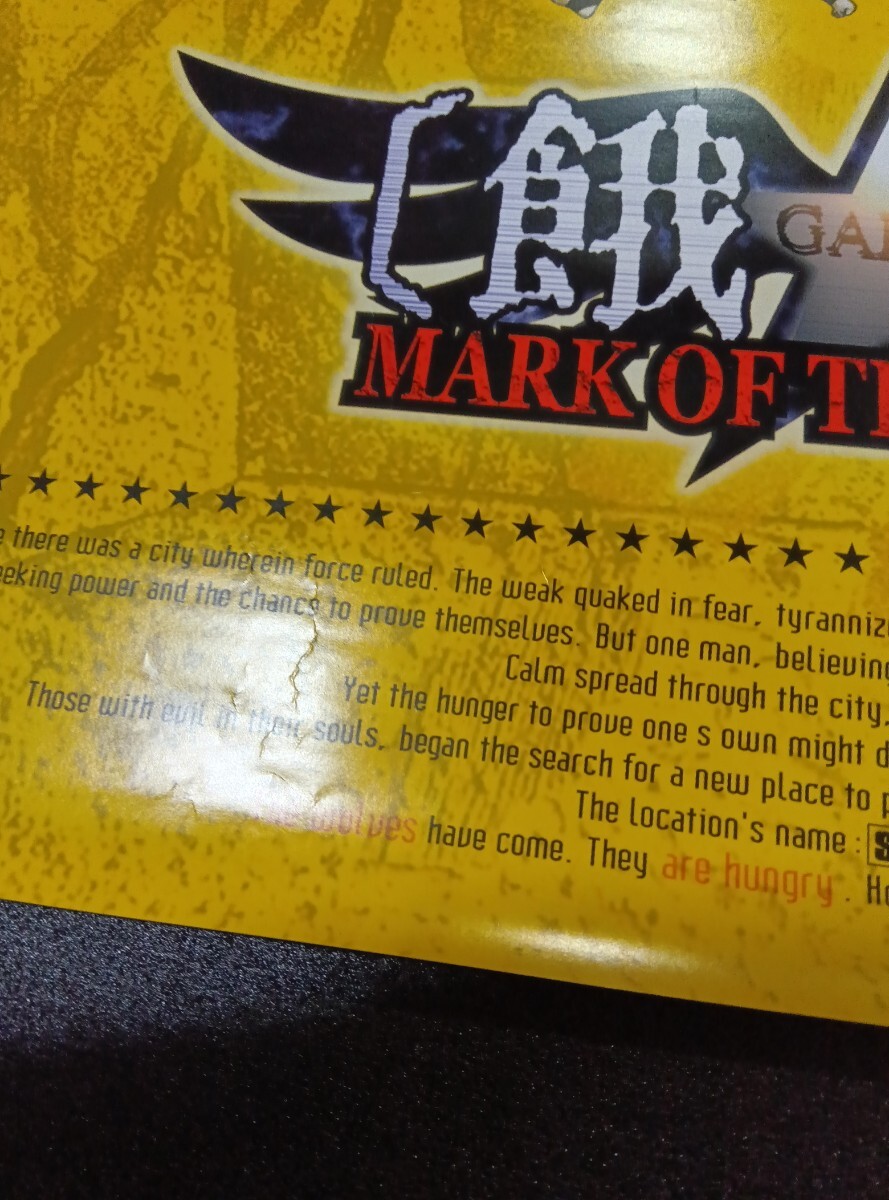 餓
GA
MARK OF T
there was a city wherein force ruled. The weak quaked in fear, tyranniz
eeking power and the chance to prove themselves. But one man, believing
Calm spread through the city.
Yet the hunger to prove one s own might d
Those with evil in their souls, began the search for a new place to p
The location's name : S
wolves have come. They are hungry . H